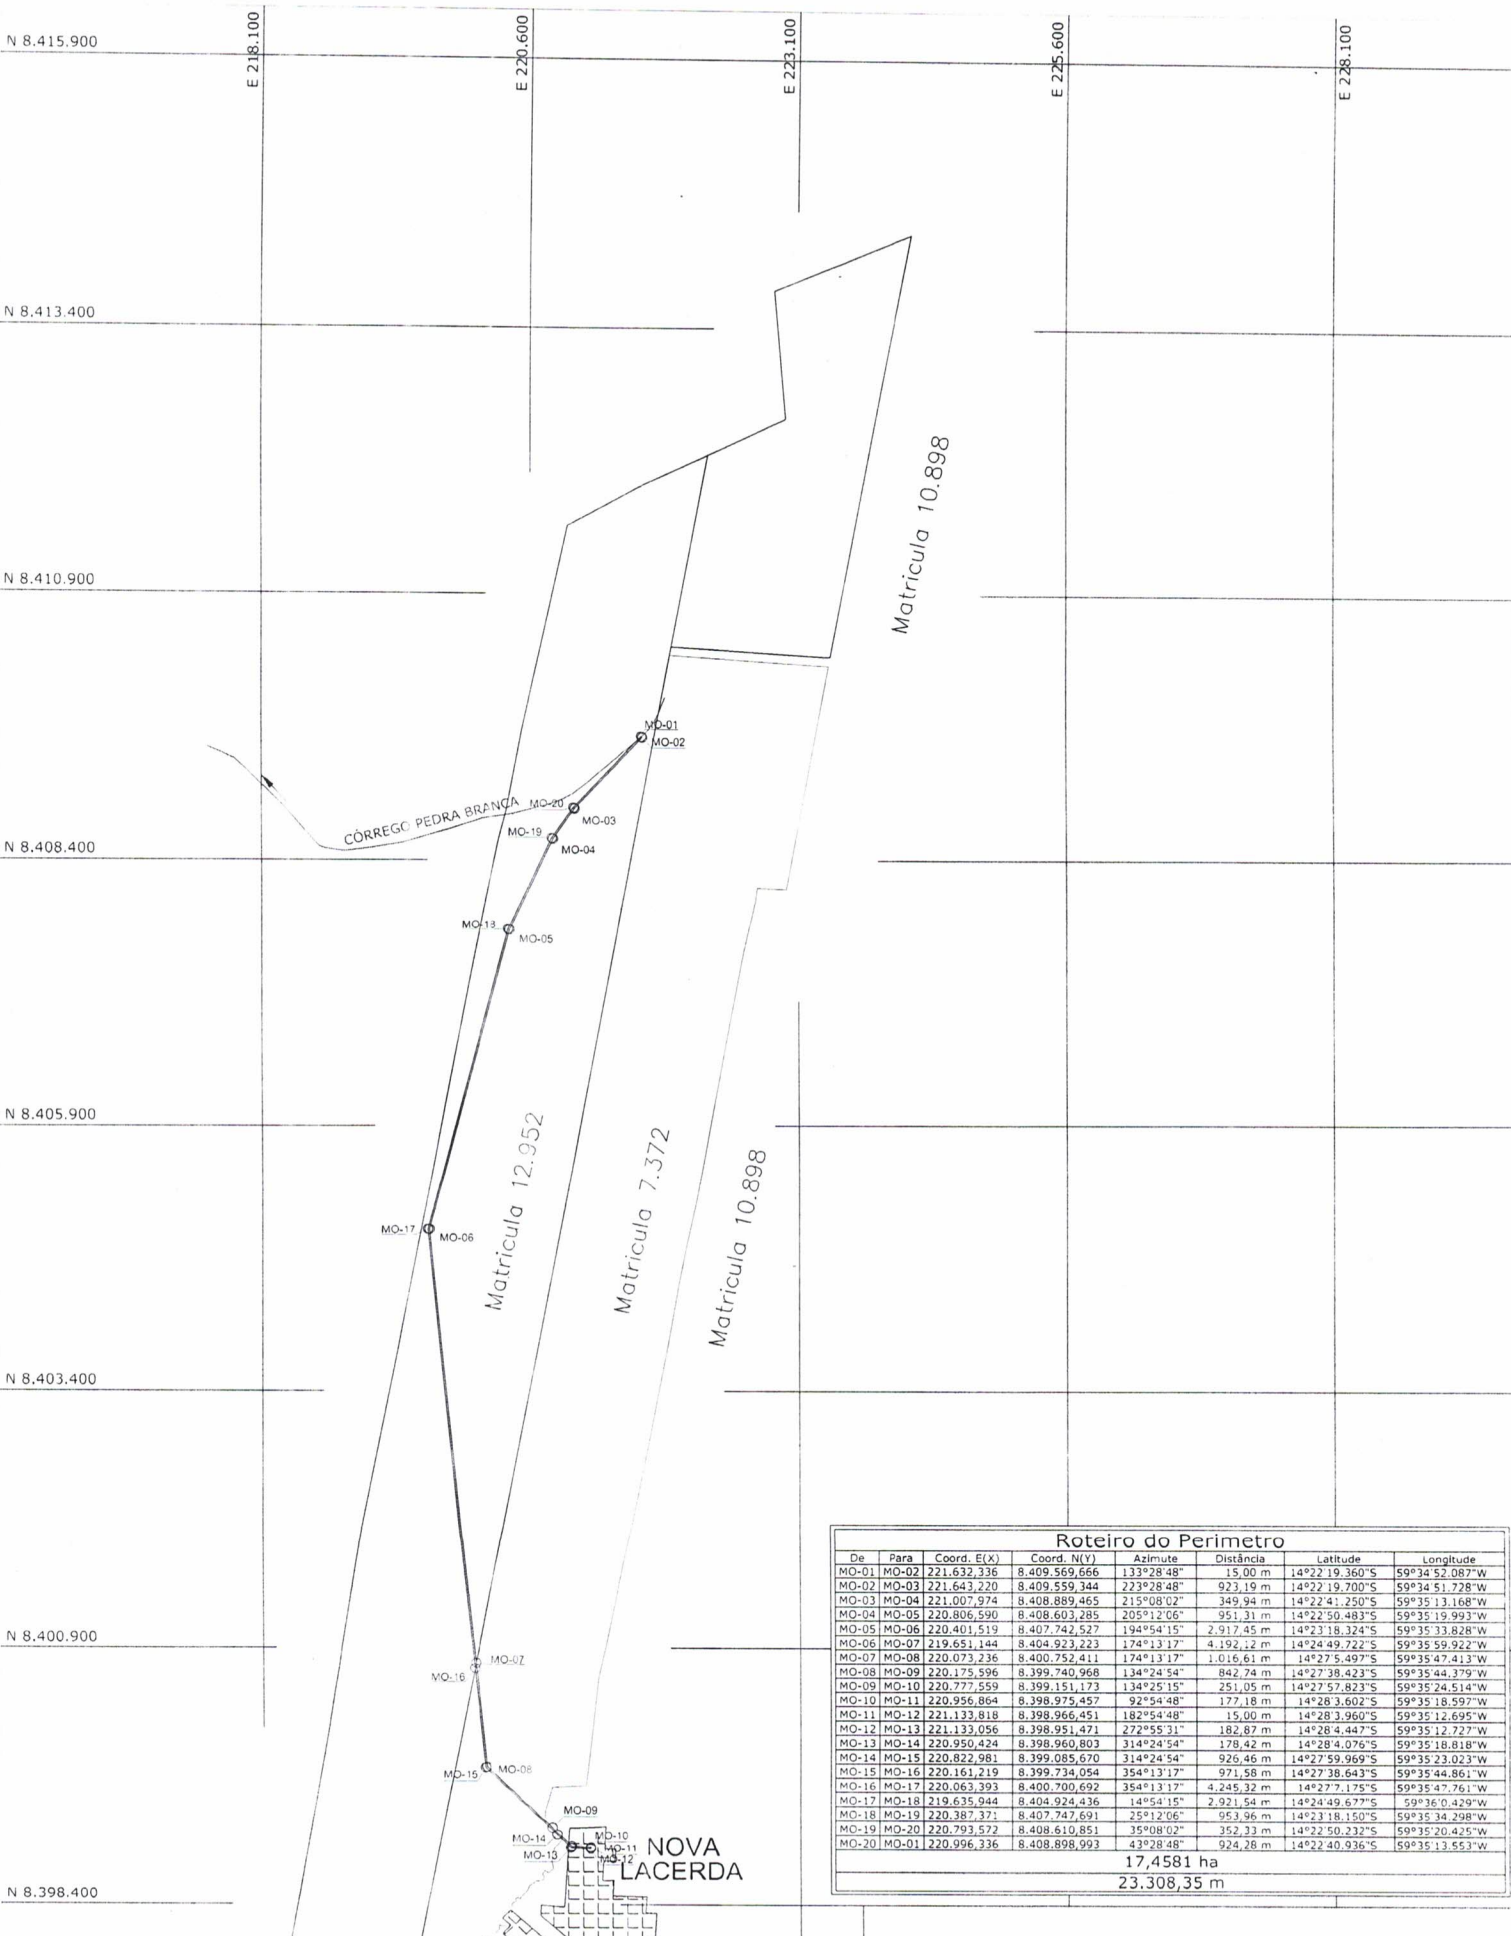 E 218.100
E 220.600
E 223.100
E 225.600
E 228.100
N 8.415.900
N 8.413.400
Matricula 10.898
N 8.410.900
MO-01
MO-02
CÒRREGO PEDRA BRANCA
MO-20
MO-03
MO-19
MO-04
N 8.408.400
MO-18
MO-05
N 8.405.900
Matricula 12.952
Matricula 7.372
Matricula 10.898
MO-17
MO-06
N 8.403.400
N 8.400.900
MO-07
MO-16
MO-15
MO-08
MO-09
MO-14
MO-10
MO-13
MO-11
MO-12
NOVA
LACERDA
N 8.398.400
Roteiro do Perimetro
De Para Coord. E(X) Coord. N(Y) Azimute Distância Latitude Longitude
MO-01 MO-02 221.632,336 8.409.569,666 133°28'48" 15,00 m 14°22'19.360"S 59°34'52.087"W
MO-02 MO-03 221.643,220 8.409.559,344 223°28'48" 923,19 m 14°22'19.700"S 59°34'51.728"W
MO-03 MO-04 221.007,974 8.408.889,465 215°08'02" 349,94 m 14°22'41.250"S 59°35'13.168"W
MO-04 MO-05 220.806,590 8.408.603,285 205°12'06" 951,31 m 14°22'50.483"S 59°35'19.993"W
MO-05 MO-06 220.401,519 8.407.742,527 194°54'15" 2.917,45 m 14°23'18.324"S 59°35'33.828"W
MO-06 MO-07 219.651,144 8.404.923,223 174°13'17" 4.192,12 m 14°24'49.722"S 59°35'59.922"W
MO-07 MO-08 220.073,236 8.400.752,411 174°13'17" 1.016,61 m 14°27'5.497"S 59°35'47.413"W
MO-08 MO-09 220.175,596 8.399.740,968 134°24'54" 842,74 m 14°27'38.423"S 59°35'44.379"W
MO-09 MO-10 220.777,559 8.399.151,173 134°25'15" 251,05 m 14°27'57.823"S 59°35'24.514"W
MO-10 MO-11 220.956,864 8.398.975,457 92°54'48" 177,18 m 14°28'3.602"S 59°35'18.597"W
MO-11 MO-12 221.133,818 8.398.966,451 182°54'48" 15,00 m 14°28'3.960"S 59°35'12.695"W
MO-12 MO-13 221.133,056 8.398.951,471 272°55'31" 182,87 m 14°28'4.447"S 59°35'12.727"W
MO-13 MO-14 220.950,424 8.398.960,803 314°24'54" 178,42 m 14°28'4.076"S 59°35'18.818"W
MO-14 MO-15 220.822,981 8.399.085,670 314°24'54" 926,46 m 14°27'59.969"S 59°35'23.023"W
MO-15 MO-16 220.161,219 8.399.734,054 354°13'17" 971,58 m 14°27'38.643"S 59°35'44.861"W
MO-16 MO-17 220.063,393 8.400.700,692 354°13'17" 4.245,32 m 14°27'7.175"S 59°35'47.761"W
MO-17 MO-18 219.635,944 8.404.924,436 14°54'15" 2.921,54 m 14°24'49.677"S 59°36'0.429"W
MO-18 MO-19 220.387,371 8.407.747,691 25°12'06" 953,96 m 14°23'18.150"S 59°35'34.298"W
MO-19 MO-20 220.793,572 8.408.610,851 35°08'02" 352,33 m 14°22'50.232"S 59°35'20.425"W
MO-20 MO-01 220.996,336 8.408.898,993 43°28'48" 924,28 m 14°22'40.936"S 59°35'13.553"W
17,4581 ha
23.308,35 m